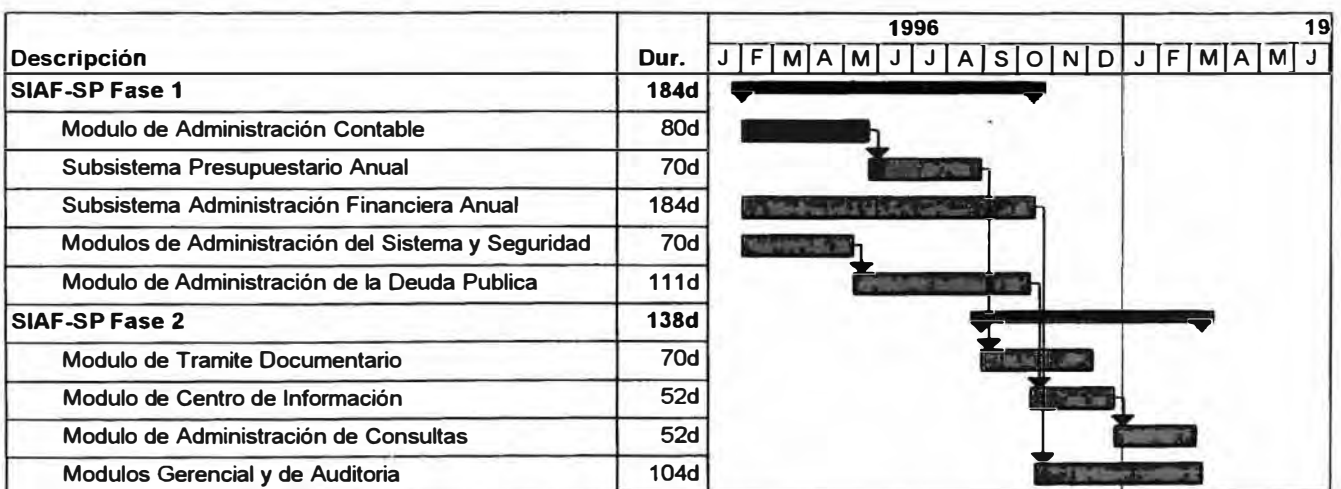 1996 19
Descripción Dur. J F M A M J J A S O N D J F M A M J
SIAF-SP Fase 1 184d
Modulo de Administración Contable 80d
Subsistema Presupuestario Anual 70d
Subsistema Administración Financiera Anual 184d
Modulos de Administración del Sistema y Seguridad 70d
Modulo de Administración de la Deuda Publica 111d
SIAF-SP Fase 2 138d
Modulo de Tramite Documentario 70d
Modulo de Centro de Información 52d
Modulo de Administración de Consultas 52d
Modulos Gerencial y de Auditoria 104d